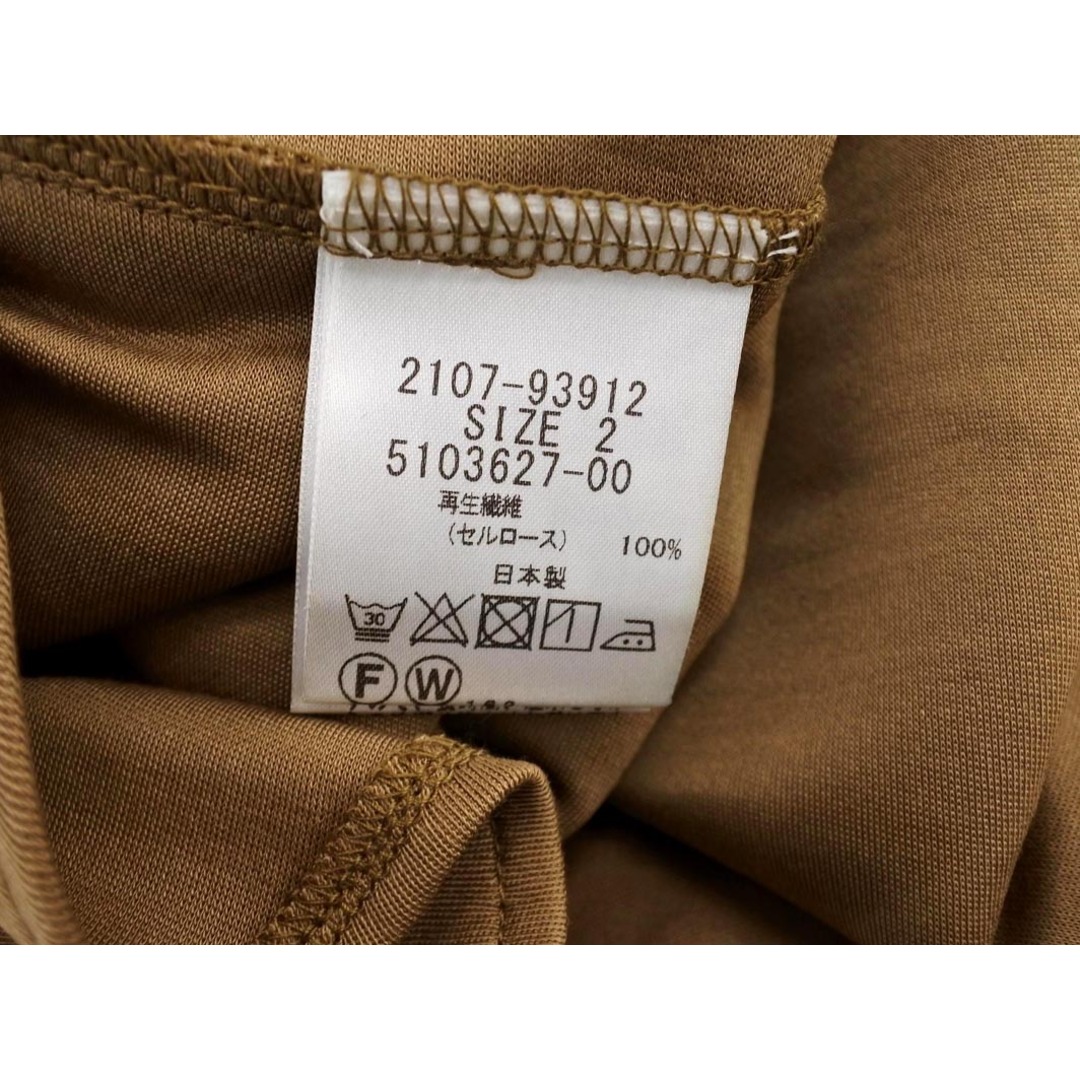 2107-93912
SIZE 2
5103627-00
再生繊維
(セルロース) 100%
日本製
30
F W